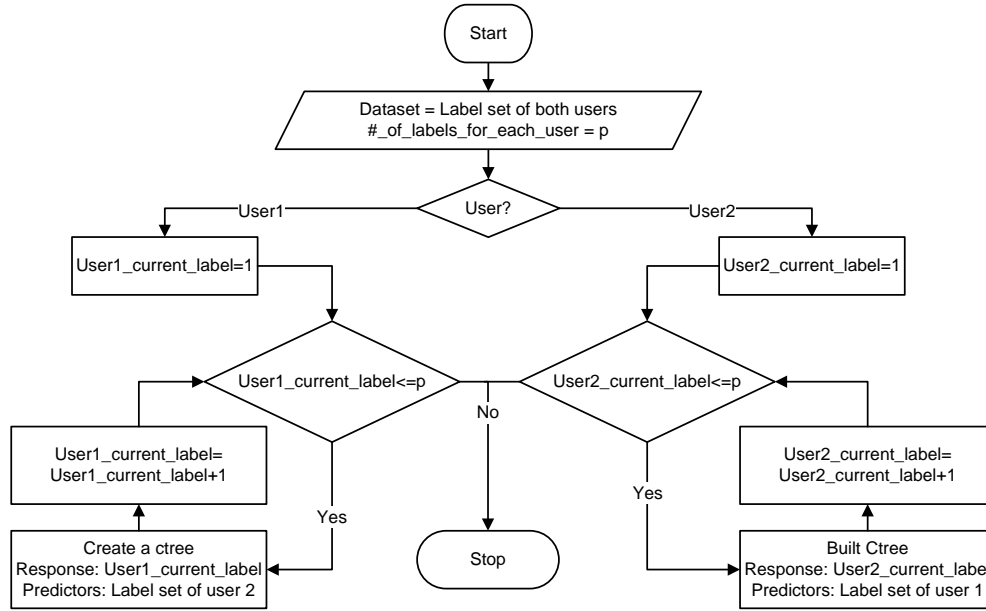 Start
Dataset = Label set of both users
#_of_labels_for_each_user = p
User?
User1
User2
User1_current_label=1
User2_current_label=1
User1_current_label<=p
User2_current_label<=p
No
User1_current_label=
User1_current_label+1
User2_current_label=
User2_current_label+1
Yes
Yes
Create a ctree
Response: User1_current_label
Predictors: Label set of user 2
Stop
Built Ctree
Response: User2_current_label
Predictors: Label set of user 1